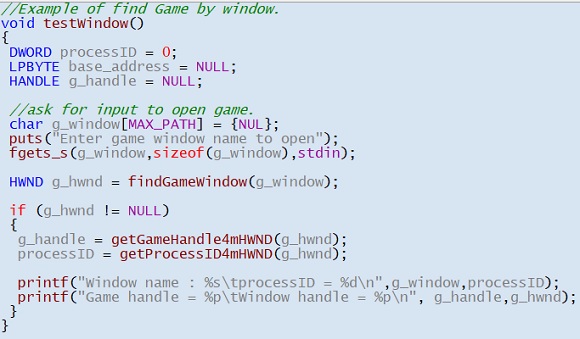 //Example of find Game by window.
void testWindow()
{
DWORD processID = 0;
LPBYTE base_address = NULL;
HANDLE g_handle = NULL;
//ask for input to open game.
char g_window[MAX_PATH] = {NUL};
puts("Enter game window name to open");
fgets_s(g_window,sizeof(g_window),stdin);
HWND g_hwnd = findGameWindow(g_window);
if (g_hwnd != NULL)
{
g_handle = getGameHandle4mHWND(g_hwnd);
processID = getProcessID4mHWND(g_hwnd);
printf("Window name : %s\tprocessID = %d\n",g_window,processID);
printf("Game handle = %p\tWindow handle = %p\n", g_handle,g_hwnd);
}
}